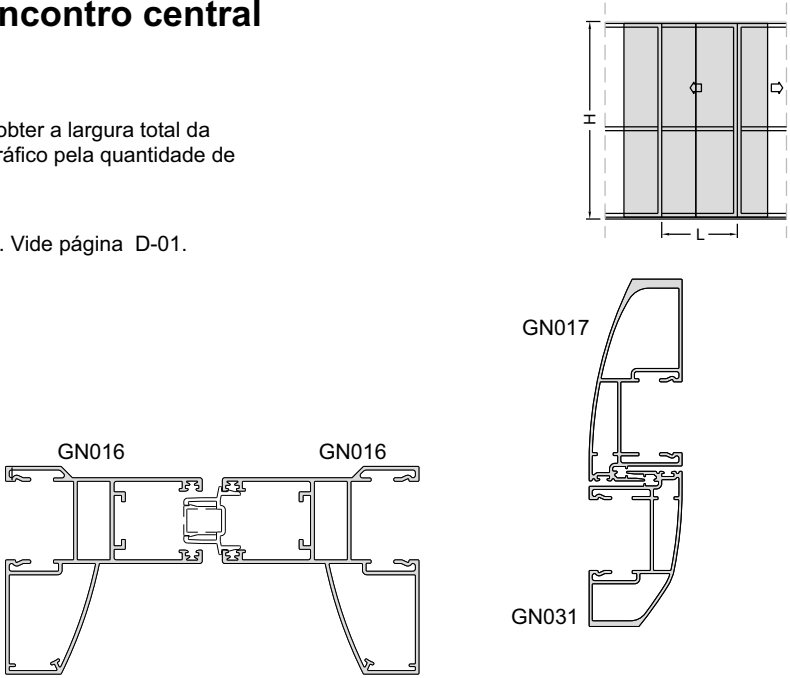 ncontro central
obter a largura total da
ráfico pela quantidade de
. Vide página D-01.
H
L
GN017
GN016 GN016
GN031